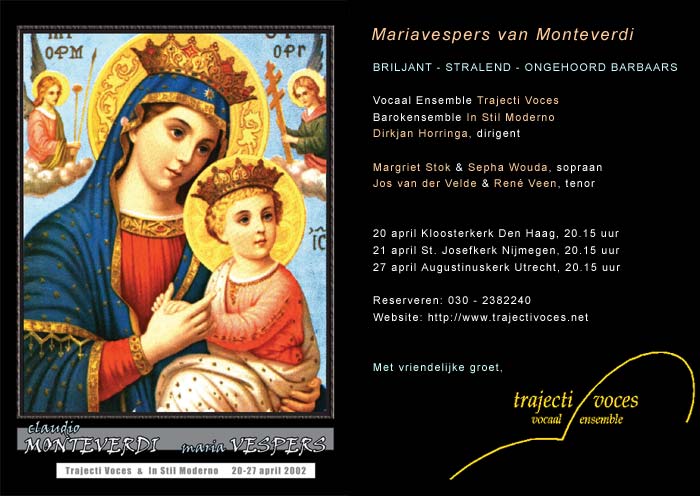 ΟΦΜ
ΟΡΓ
ΙC
claudio
MONTEVERDI maria VESPERS
Trajecti Voces & In Stil Moderno 20-27 april 2002
Mariavespers van Monteverdi
BRILJANT - STRALEND - ONGEHOORD BARBAARS
Vocaal Ensemble Trajecti Voces
Barokensemble In Stil Moderno
Dirkjan Horringa, dirigent
Margriet Stok & Sepha Wouda, sopraan
Jos van der Velde & René Veen, tenor
20 april Kloosterkerk Den Haag, 20.15 uur
21 april St. Josefkerk Nijmegen, 20.15 uur
27 april Augustinuskerk Utrecht, 20.15 uur
Reserveren: 030 - 2382240
Website: http://www.trajectivoces.net
Met vriendelijke groet,
trajecti voces
vocaal ensemble